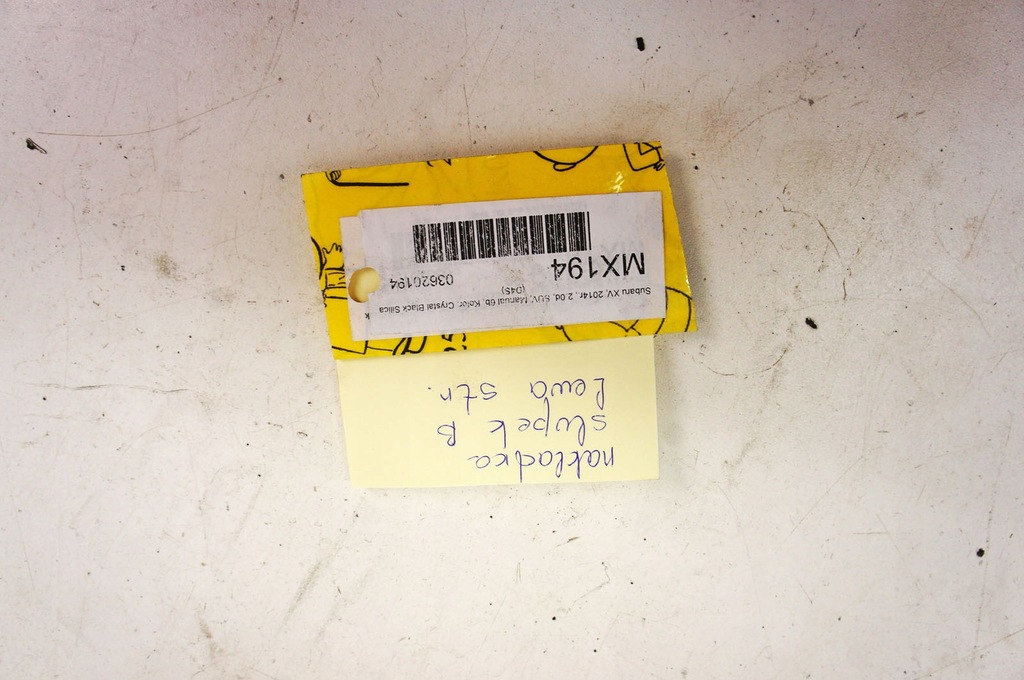 nakladka
slupek B
Lewa str.
Subaru XV, 2014r., 2.0d, SUV, Manual 6b, Kolor: Crystal Black Silica
(D4S)
MX194
03620194